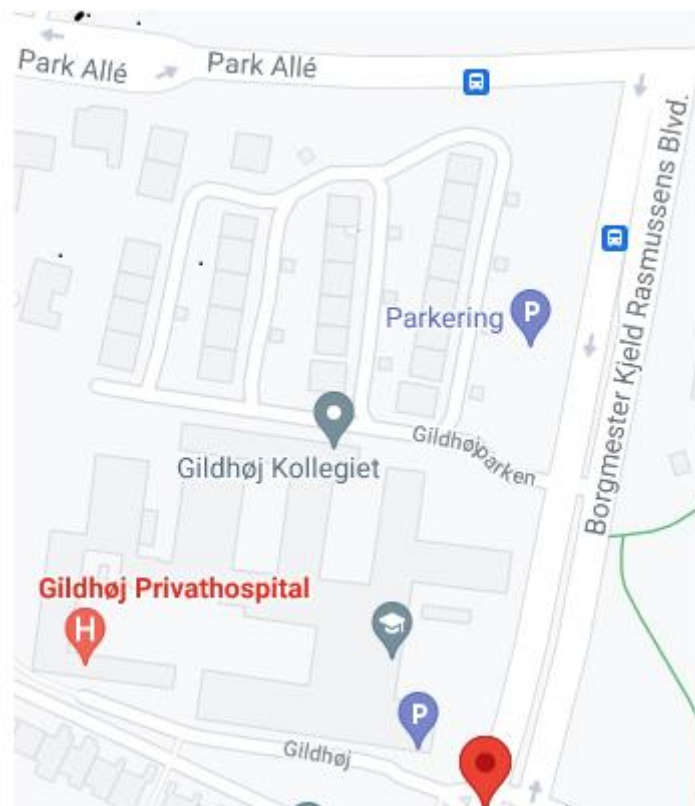 Park Allé
Park Allé
Borgmester Kjeld Rasmussens Blvd.
Parkering
P
Gildhøjparken
Gildhøj Kollegiet
Gildhøj Privathospital
H
P
Gildhøj